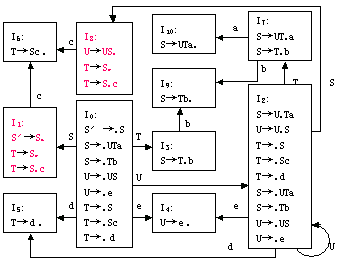 I₆:
T→Sc.
c
I₈:
U→US.
T→S.
T→S.c
I₁₀:
S→UTa.
a
I₇:
S→UT.a
S→T.b
S
c
I₉:
S→Tb.
b
T
I₁:
S′→S.
T→S.
T→S.c
S
I₀:
S′→.S
S→.UTa
S→.Tb
U→.US
U→.e
T→.S
T→.Sc
T→.d
T
b
I₃:
S→T.b
U
I₂:
S→U.Ta
U→U.S
T→.S
T→.Sc
T→.d
S→.UTa
S→.Tb
U→.US
U→.e
I₅:
T→d.
d
e
I₄:
U→e.
e
d
U